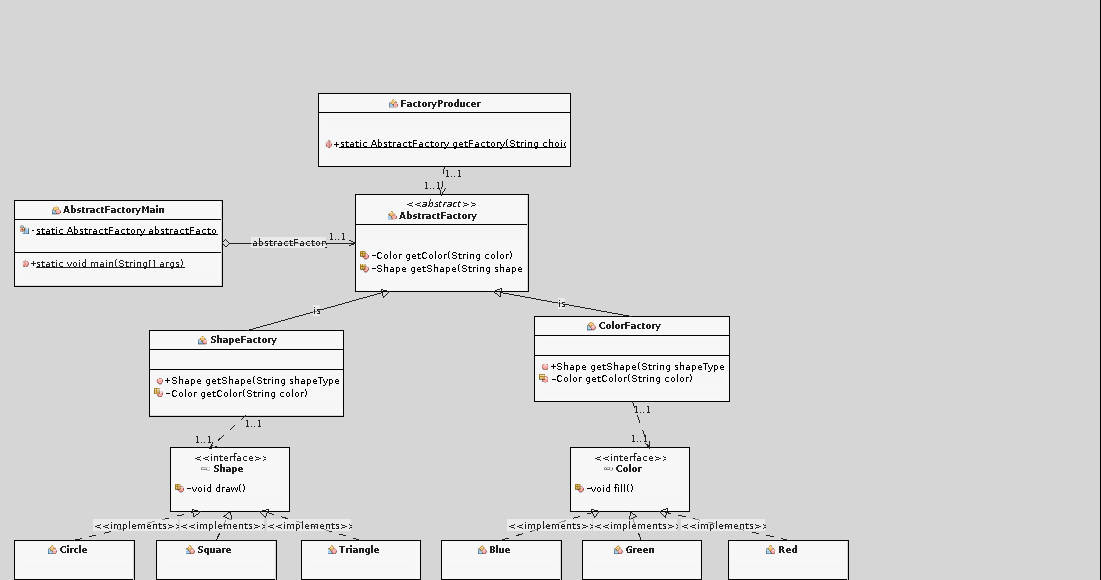 FactoryProducer
+static AbstractFactory getFactory(String choic
1..1
1..1
<<abstract>>
AbstractFactory
-Color getColor(String color)
-Shape getShape(String shape
AbstractFactoryMain
- static AbstractFactory abstractFacto
+static void main(String[] args)
abstractFactory
1..1
is
is
ShapeFactory
+Shape getShape(String shapeType
-Color getColor(String color)
ColorFactory
+Shape getShape(String shapeType
-Color getColor(String color)
1..1
1..1
1..1
1..1
<<interface>>
Shape
-void draw()
<<interface>>
Color
-void fill()
<<implements>>
<<implements>>
<<implements>>
<<implements>>
<<implements>>
<<implements>>
Circle
Square
Triangle
Blue
Green
Red